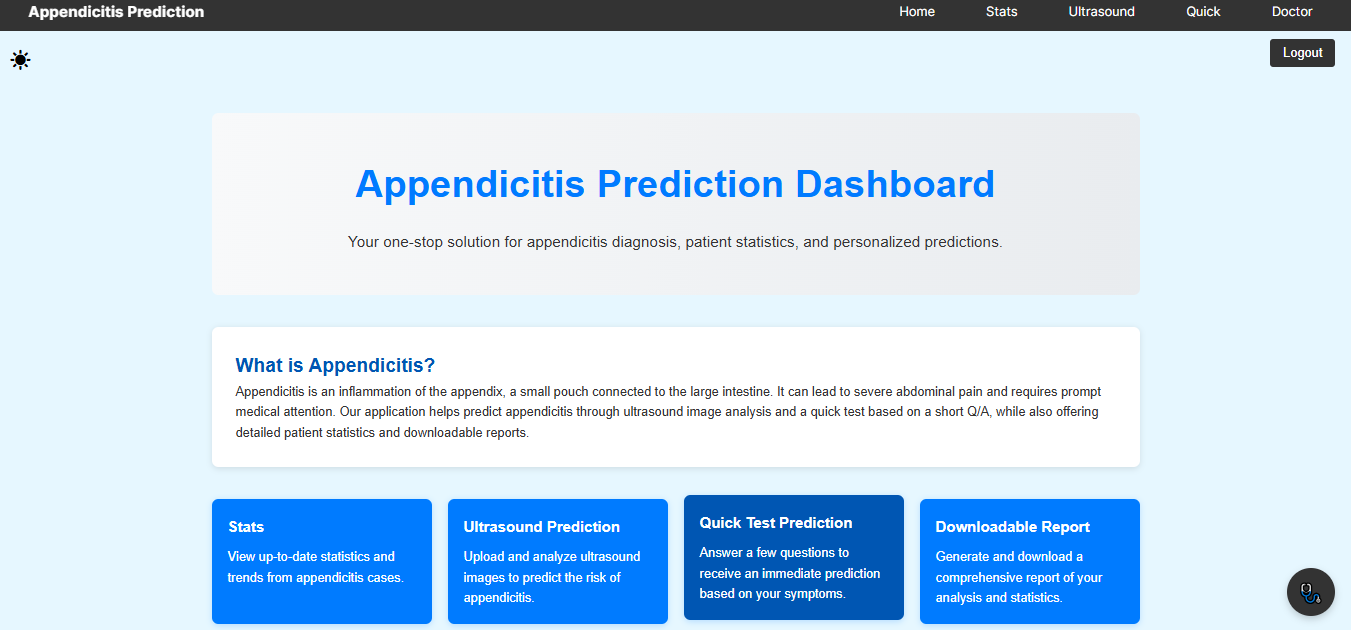 Appendicitis Prediction
Home Stats Ultrasound Quick Doctor
Logout
Appendicitis Prediction Dashboard
Your one-stop solution for appendicitis diagnosis, patient statistics, and personalized predictions.
What is Appendicitis?
Appendicitis is an inflammation of the appendix, a small pouch connected to the large intestine. It can lead to severe abdominal pain and requires prompt
medical attention. Our application helps predict appendicitis through ultrasound image analysis and a quick test based on a short Q/A, while also offering
detailed patient statistics and downloadable reports.
Stats
View up-to-date statistics and
trends from appendicitis cases.
Ultrasound Prediction
Upload and analyze ultrasound
images to predict the risk of
appendicitis.
Quick Test Prediction
Answer a few questions to
receive an immediate prediction
based on your symptoms.
Downloadable Report
Generate and download a
comprehensive report of your
analysis and statistics.